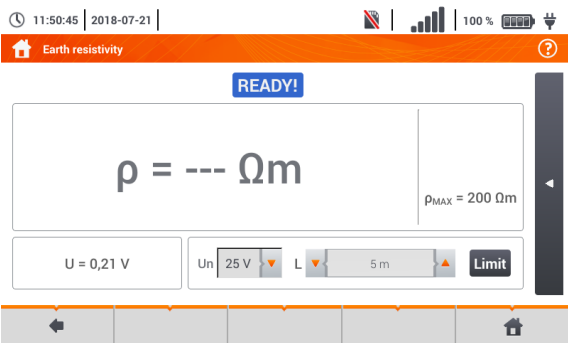 11:50:45 2018-07-21 100 %
Earth resistivity ?
READY!
ρ = --- Ωm
ρMAX = 200 Ωm
U = 0,21 V Un 25 V L 5 m Limit